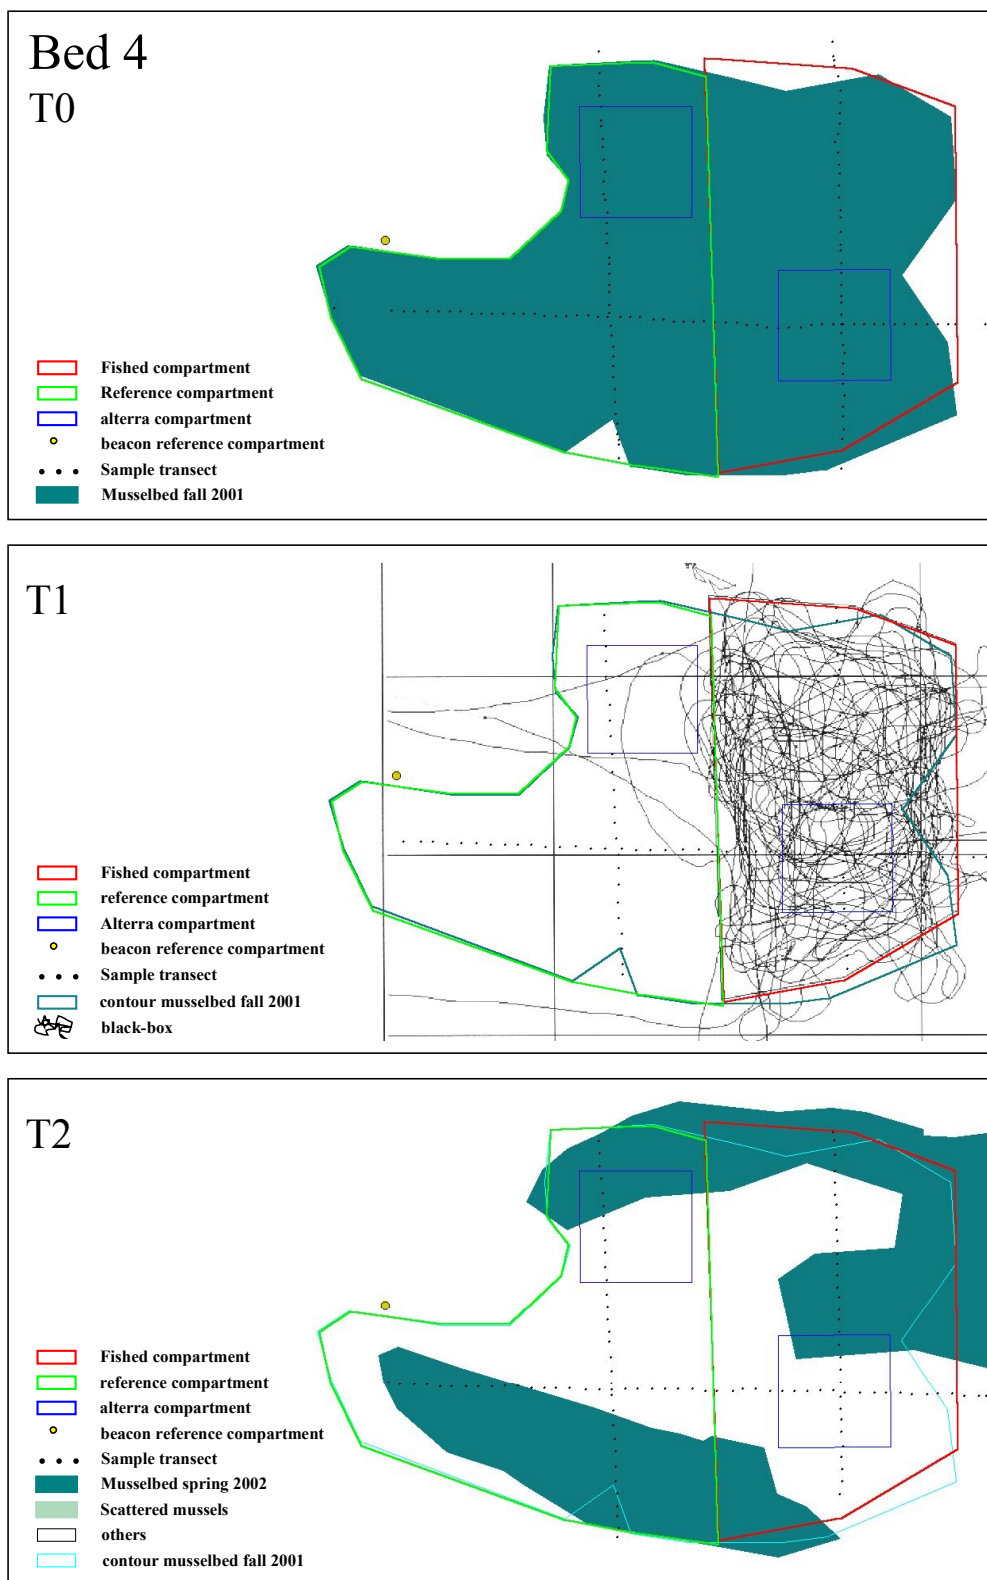 Bed 4
T0
Fished compartment
Reference compartment
alterra compartment
beacon reference compartment
Sample transect
Musselbed fall 2001
T1
Fished compartment
reference compartment
Alterra compartment
beacon reference compartment
Sample transect
contour musselbed fall 2001
black-box
T2
Fished compartment
reference compartment
alterra compartment
beacon reference compartment
Sample transect
Musselbed spring 2002
Scattered mussels
others
contour musselbed fall 2001